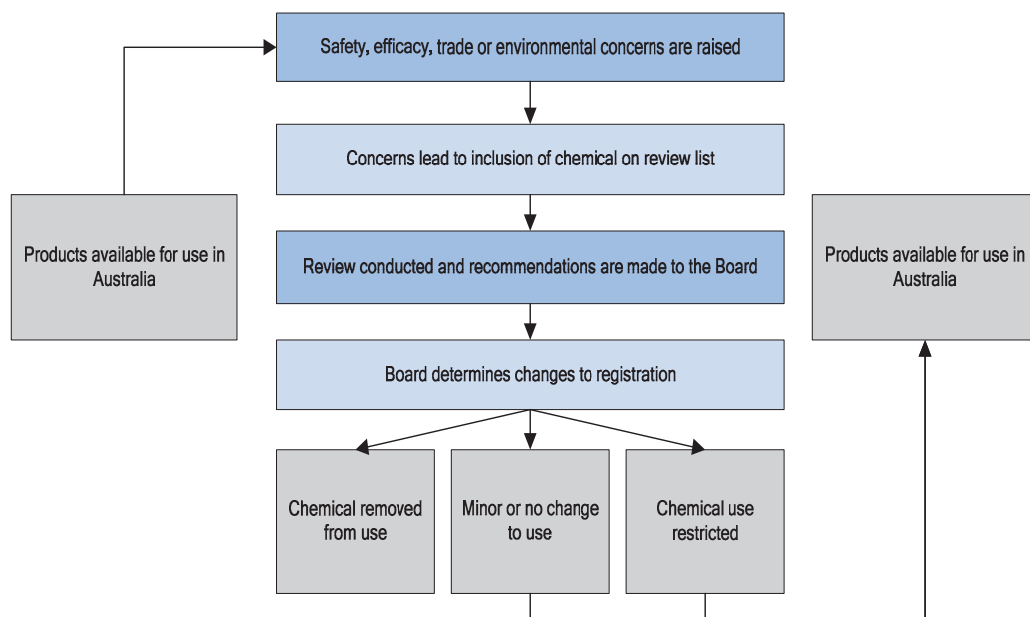 Safety, efficacy, trade or environmental concerns are raised
Concerns lead to inclusion of chemical on review list
Products available for use in
Australia
Review conducted and recommendations are made to the Board
Products available for use in
Australia
Board determines changes to registration
Chemical removed
from use
Minor or no change
to use
Chemical use
restricted